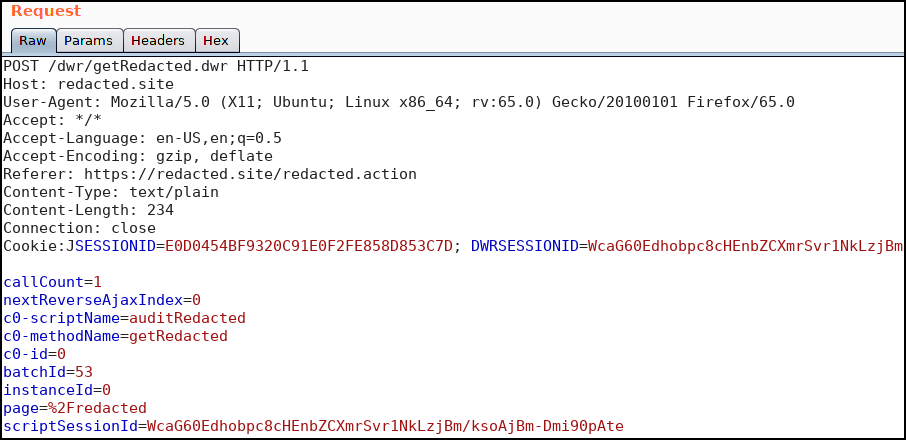 Request
Raw Params Headers Hex
POST /dwr/getRedacted.dwr HTTP/1.1
Host: redacted.site
User-Agent: Mozilla/5.0 (X11; Ubuntu; Linux x86_64; rv:65.0) Gecko/20100101 Firefox/65.0
Accept: */*
Accept-Language: en-US,en;q=0.5
Accept-Encoding: gzip, deflate
Referer: https://redacted.site/redacted.action
Content-Type: text/plain
Content-Length: 234
Connection: close
Cookie:JSESSIONID=E0D0454BF9320C91E0F2FE858D853C7D; DWRSESSIONID=WcaG60Edhobpc8cHEnbZCXmrSvr1NkLzjBm
callCount=1
nextReverseAjaxIndex=0
c0-scriptName=auditRedacted
c0-methodName=getRedacted
c0-id=0
batchId=53
instanceId=0
page=%2Fredacted
scriptSessionId=WcaG60Edhobpc8cHEnbZCXmrSvr1NkLzjBm/ksoAjBm-Dmi90pAte